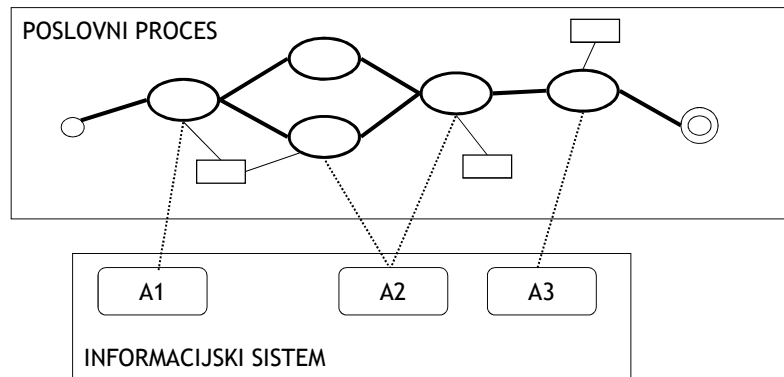 POSLOVNI PROCES
A1
A2
A3
INFORMACIJSKI SISTEM